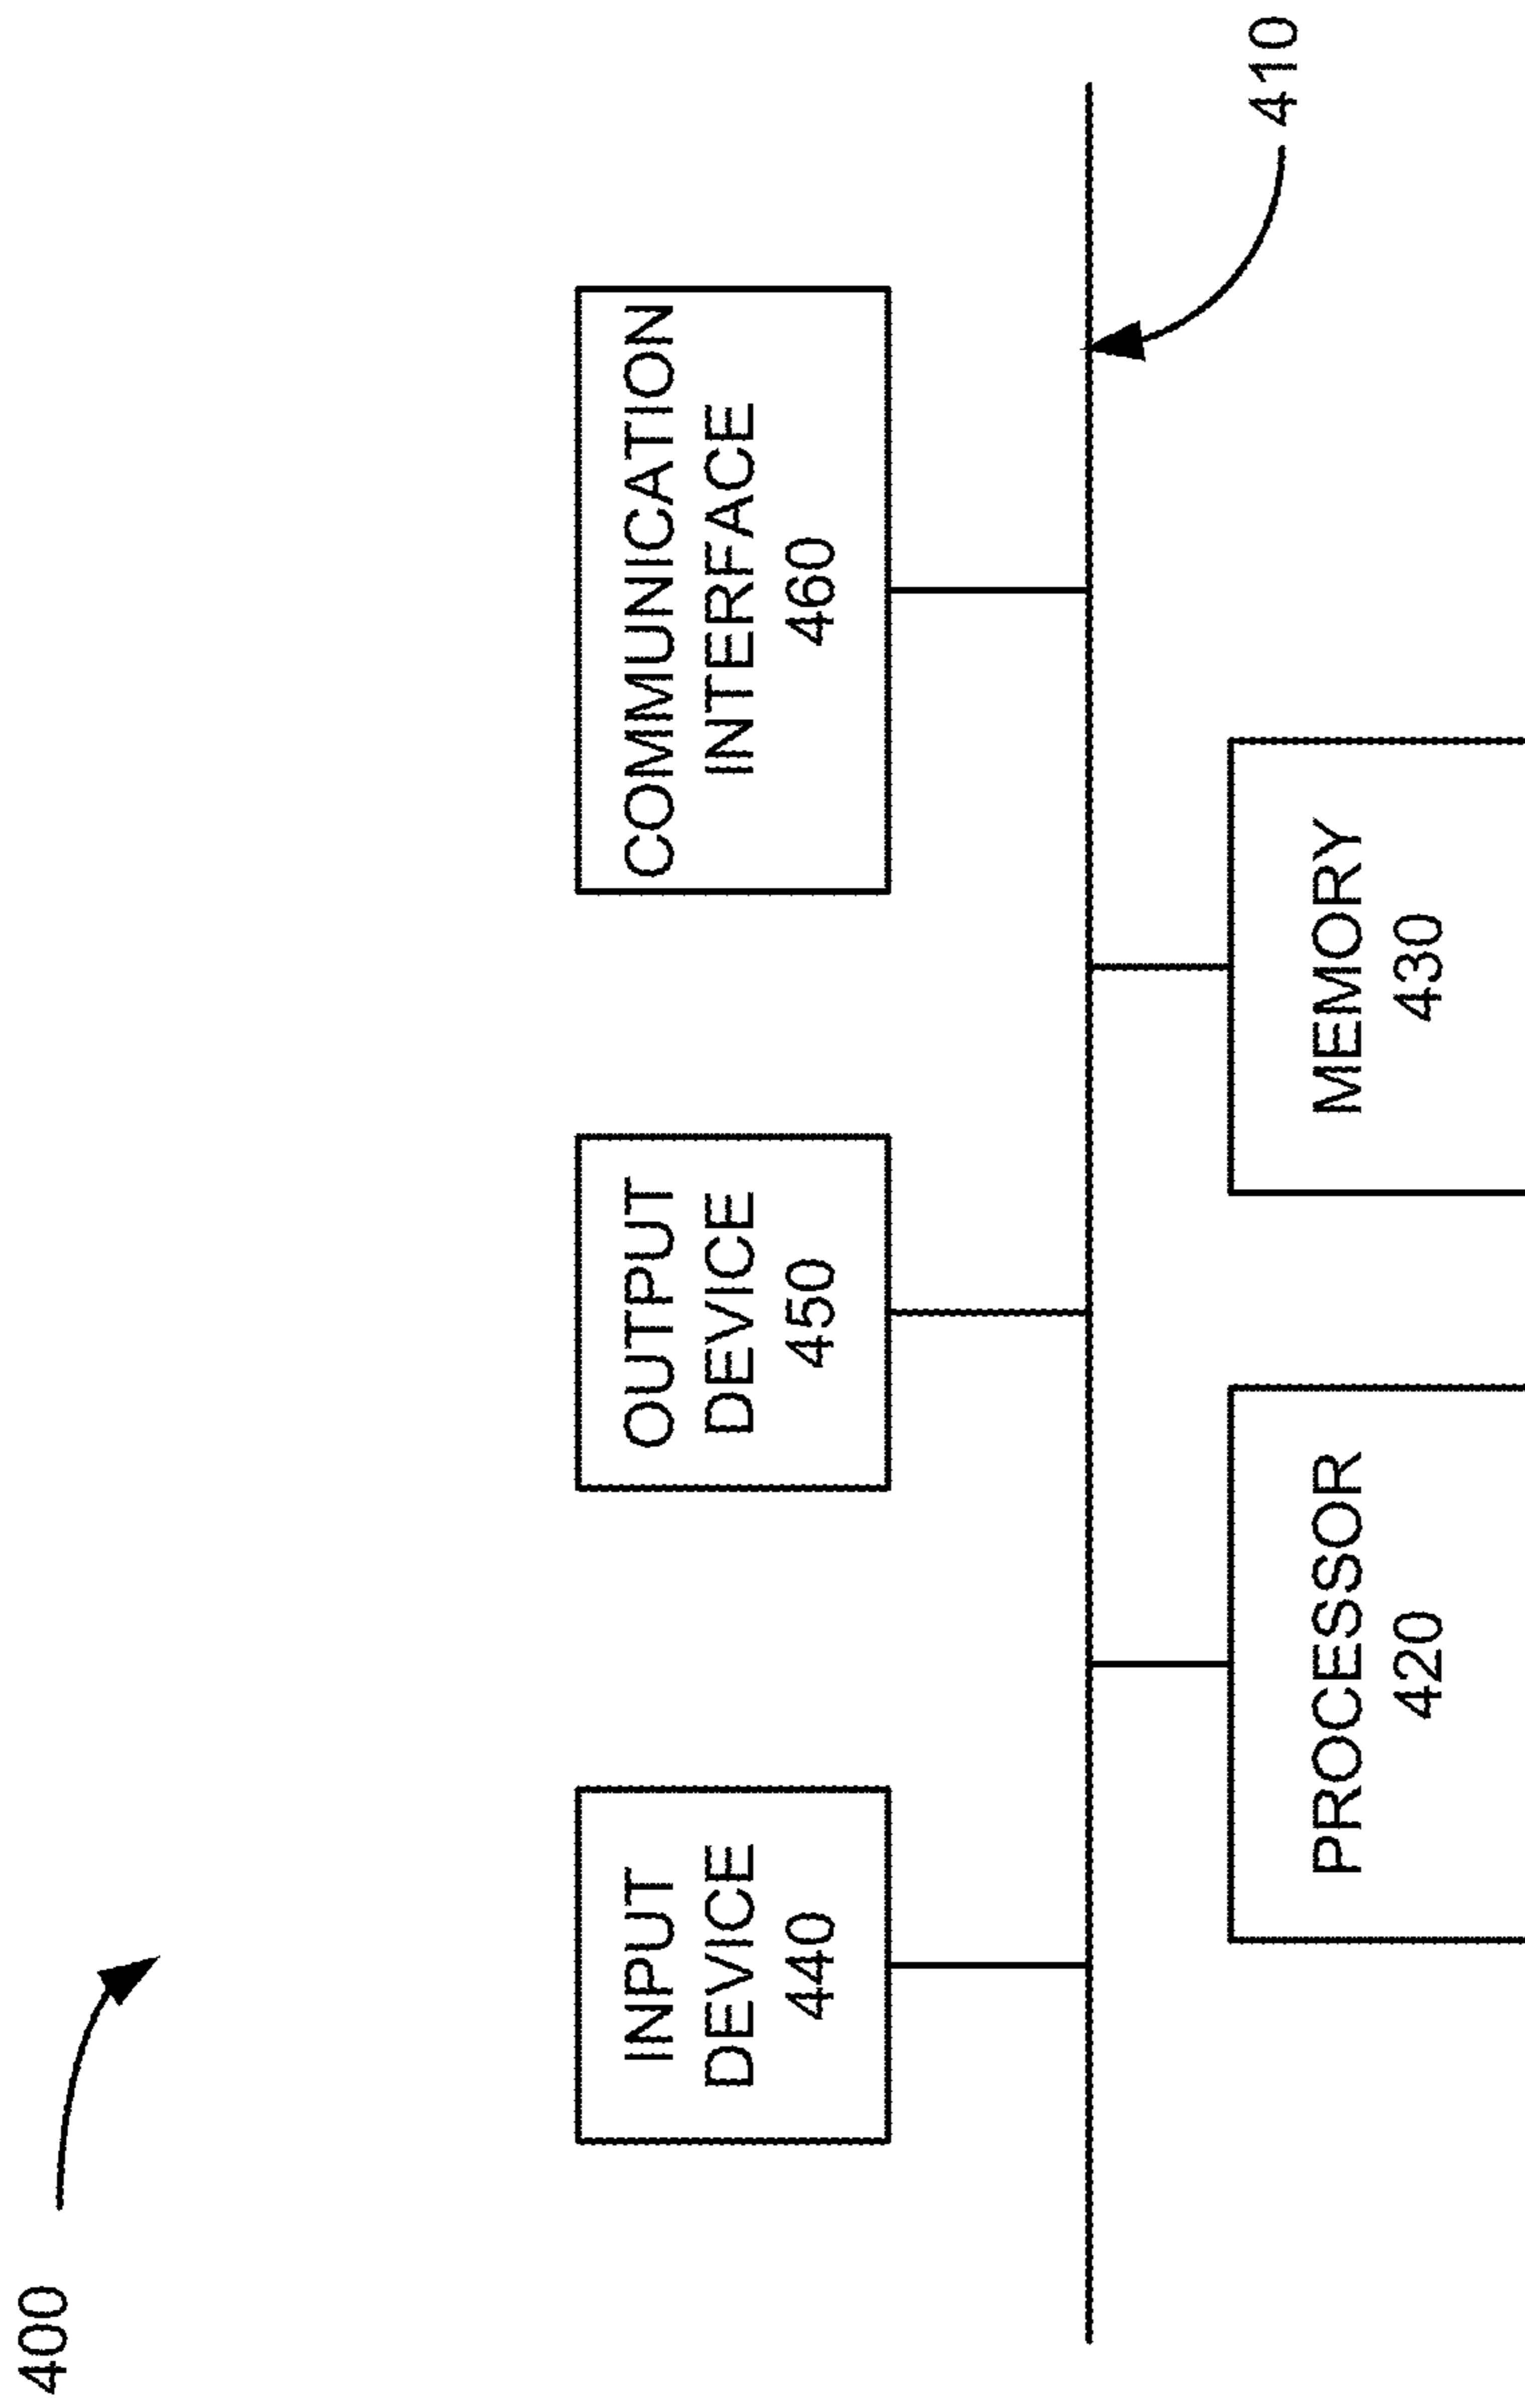 400
INPUT
DEVICE
440
OUTPUT
DEVICE
450
COMMUNICATION
INTERFACE
460
PROCESSOR
420
MEMORY
430
410